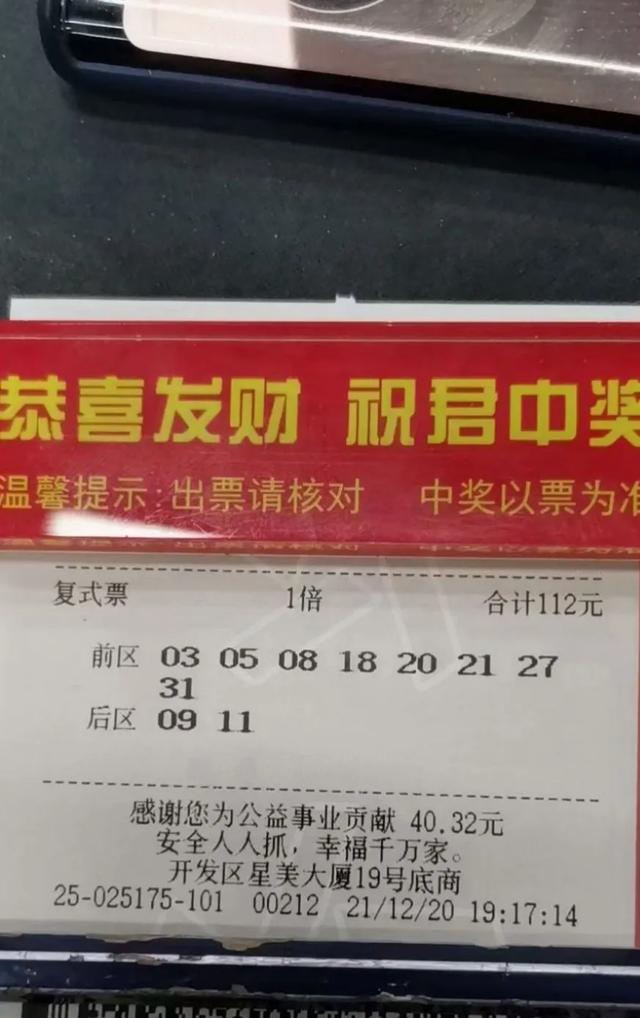 恭喜发财 祝君中奖
温馨提示:出票请核对 中奖以票为准
复式票 1倍 合计112元
前区 03 05 08 18 20 21 27
31
后区 09 11
感谢您为公益事业贡献 40.32元
安全人人抓,幸福千万家。
开发区星美大厦19号底商
25-025175-101 00212 21/12/20 19:17:14